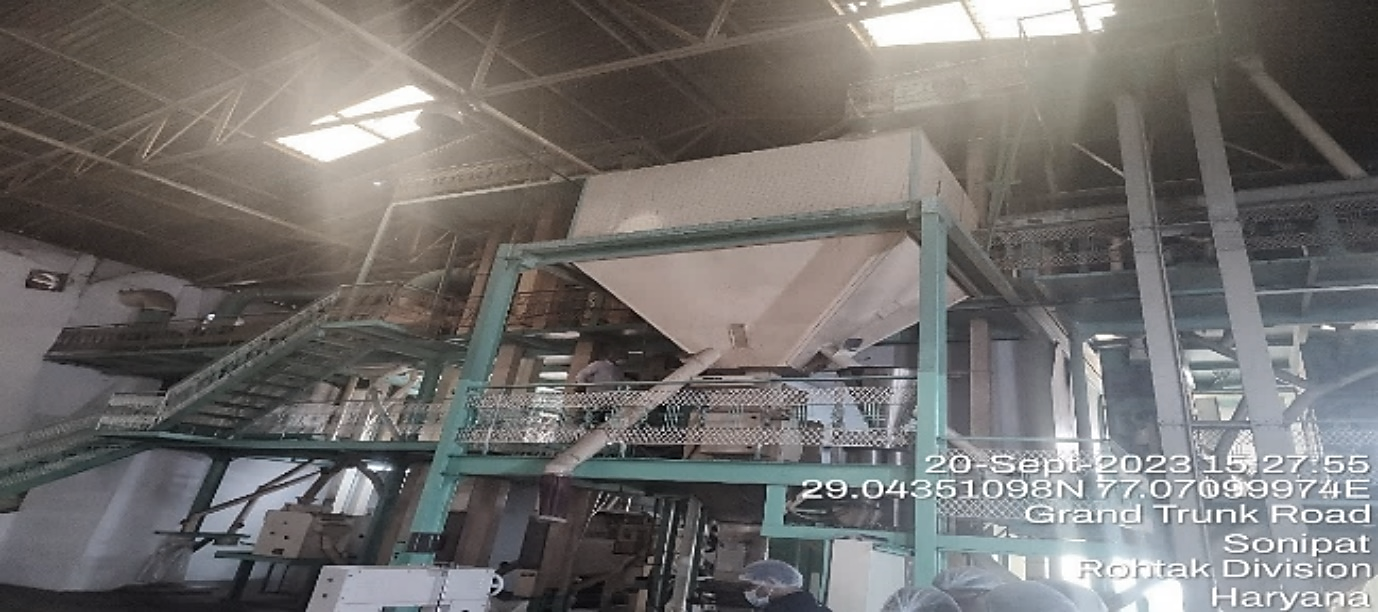 20-Sept-2023 15:27:55
29.04351098N 77.07099974E
Grand Trunk Road
Sonipat
Rohtak Division
Haryana